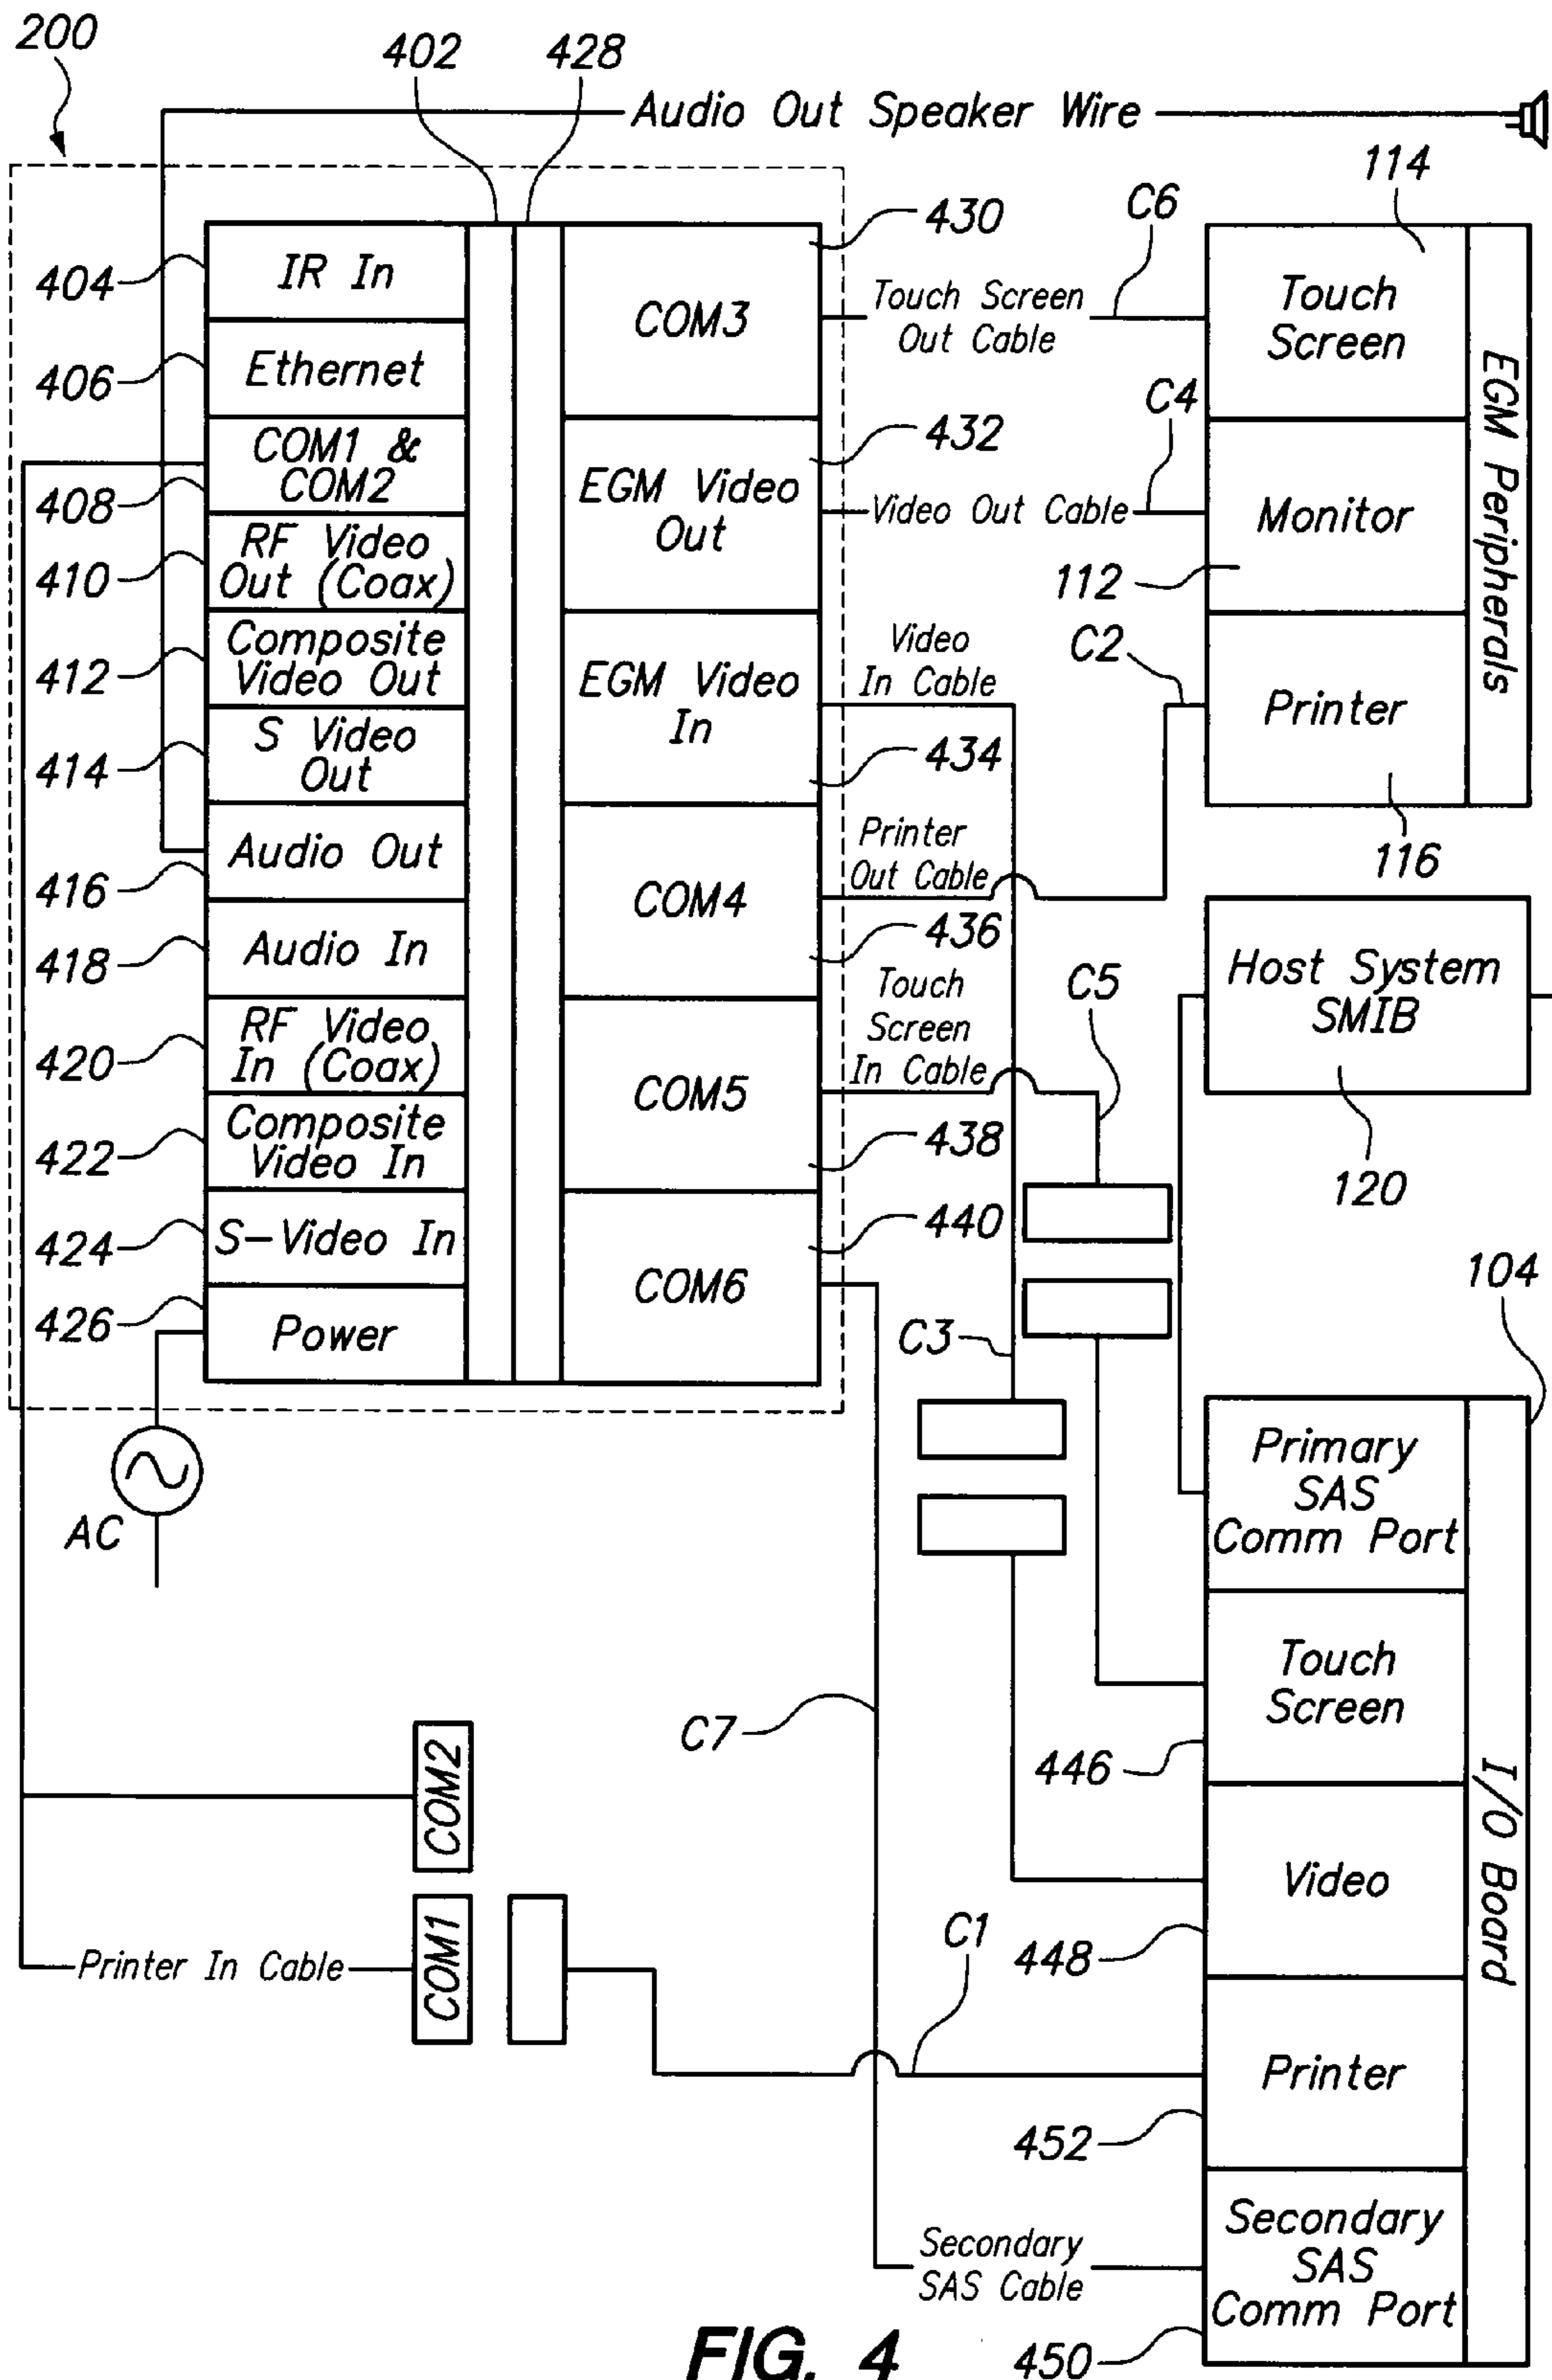 200
402
428
Audio Out Speaker Wire
404
IR In
406
Ethernet
408
COM1 &
COM2
410
RF Video
Out (Coax)
412
Composite
Video Out
414
S Video
Out
416
Audio Out
418
Audio In
420
RF Video
In (Coax)
422
Composite
Video In
424
S-Video In
426
Power
AC
COM3
430
EGM Video
Out
432
EGM Video
In
434
COM4
436
COM5
438
COM6
440
Touch Screen
Out Cable
C6
Video Out Cable
C4
Video
In Cable
C2
Printer
Out Cable
Touch
Screen
In Cable
C5
C3
114
Touch
Screen
Monitor
112
Printer
116
EGM Peripherals
Host System
SMIB
120
104
Primary
SAS
Comm Port
Touch
Screen
446
Video
448
Printer
452
Secondary
SAS
Comm Port
450
I/O Board
C7
COM2
COM1
Printer In Cable
C1
Secondary
SAS Cable
FIG. 4